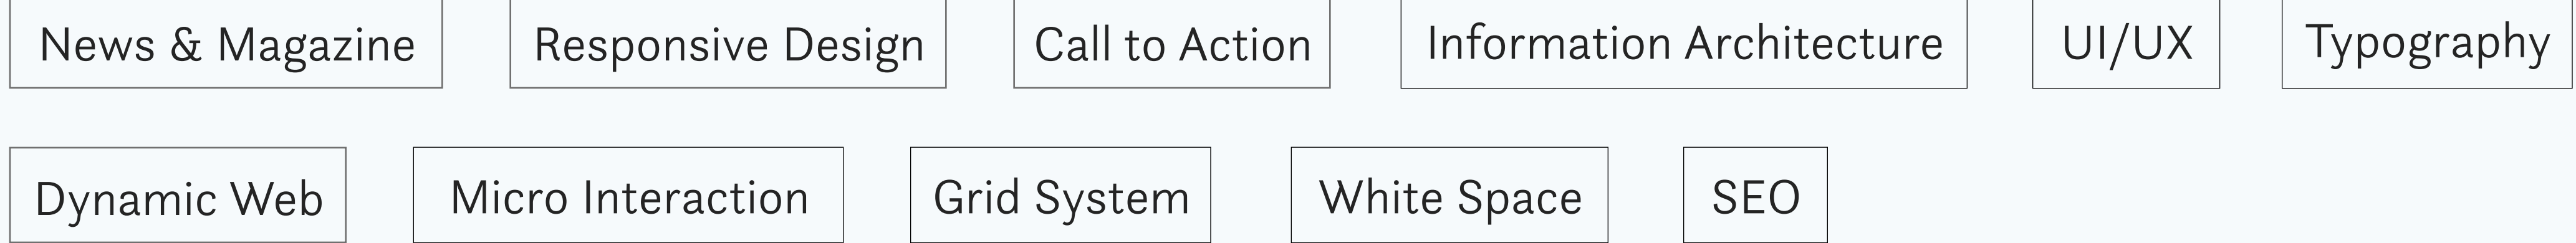 News & Magazine Responsive Design Call to Action Information Architecture UI/UX Typography
Dynamic Web Micro Interaction Grid System White Space SEO